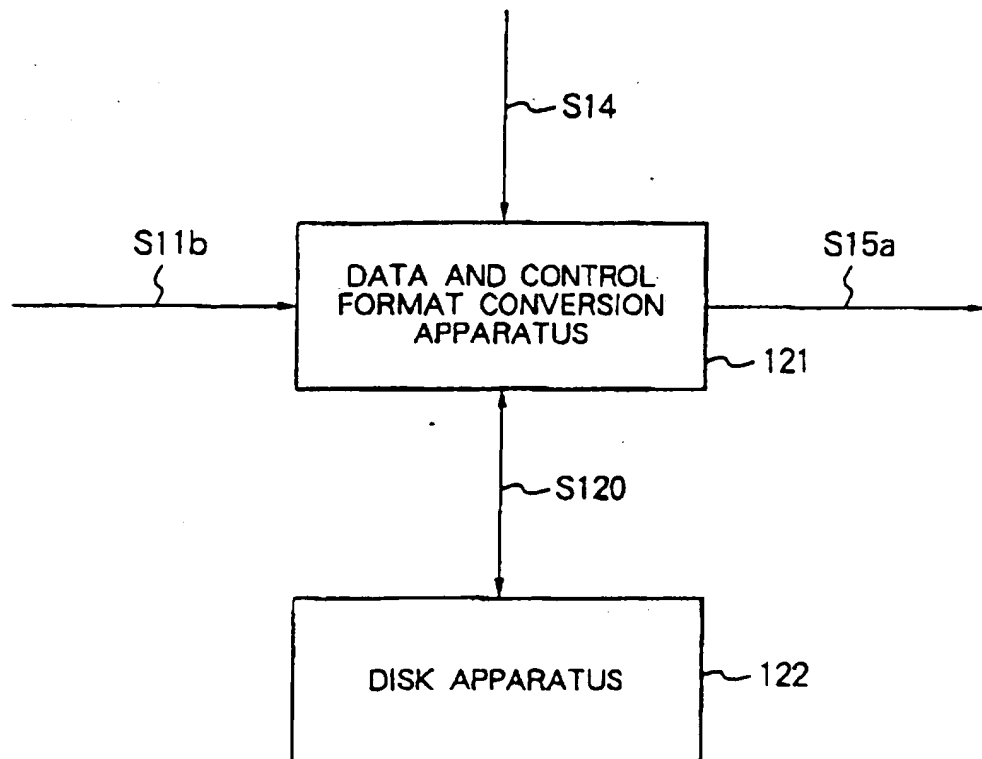 S14
S11b
S15a
DATA AND CONTROL
FORMAT CONVERSION
APPARATUS
121
S120
DISK APPARATUS
122